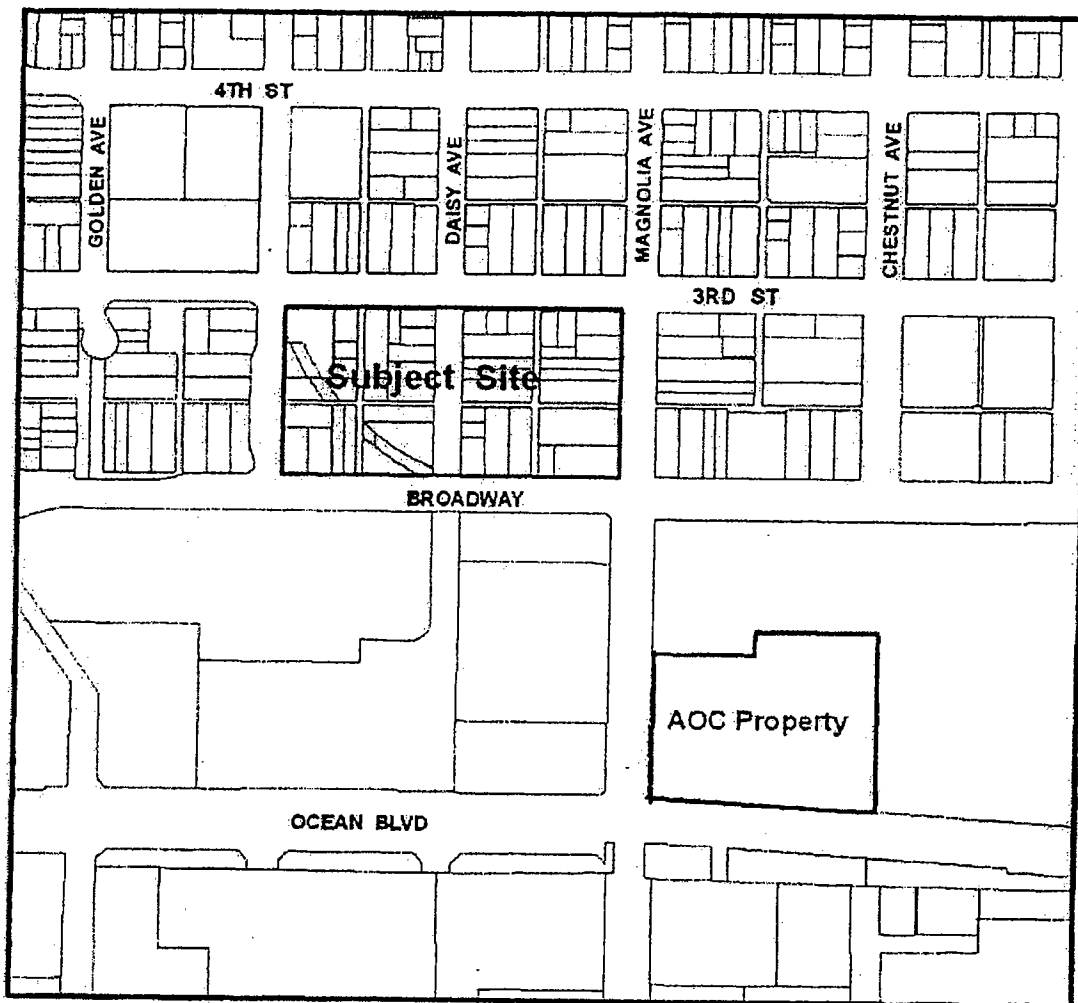 4TH ST
GOLDEN AVE
DAISY AVE
MAGNOLIA AVE
CHESTNUT AVE
3RD ST
Subject Site
BROADWAY
AOC Property
OCEAN BLVD